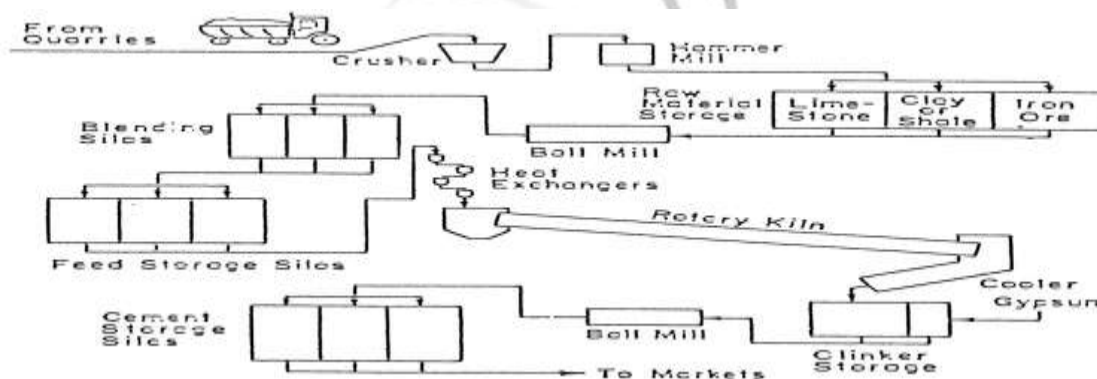 From
Quarries
Crusher
Hammer
Mill
Raw
Material
Storage
Lime-
Stone
Clay
or
Shale
Iron
Ore
Blending
Silos
Ball Mill
Heat
Exchangers
Rotary Kiln
Feed Storage Silos
Cooler
Gypsum
Cement
Storage
Silos
Ball Mill
Clinker
Storage
To Markets